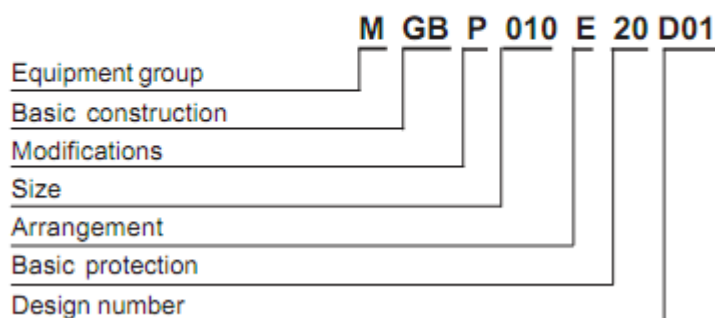 M GB P 010 E 20 D01
Equipment group
Basic construction
Modifications
Size
Arrangement
Basic protection
Design number